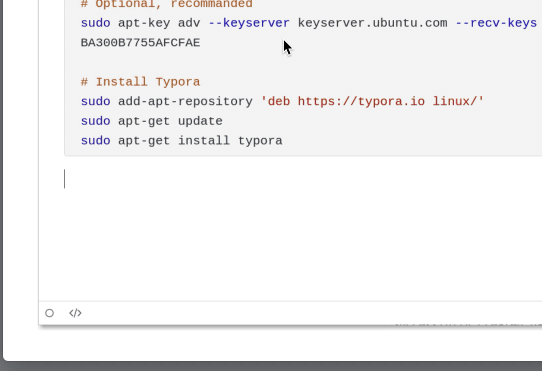 # Optional, recommanded
sudo apt-key adv --keyserver keyserver.ubuntu.com --recv-keys
BA300B7755AFCFAE
# Install Typora
sudo add-apt-repository 'deb https://typora.io linux/'
sudo apt-get update
sudo apt-get install typora